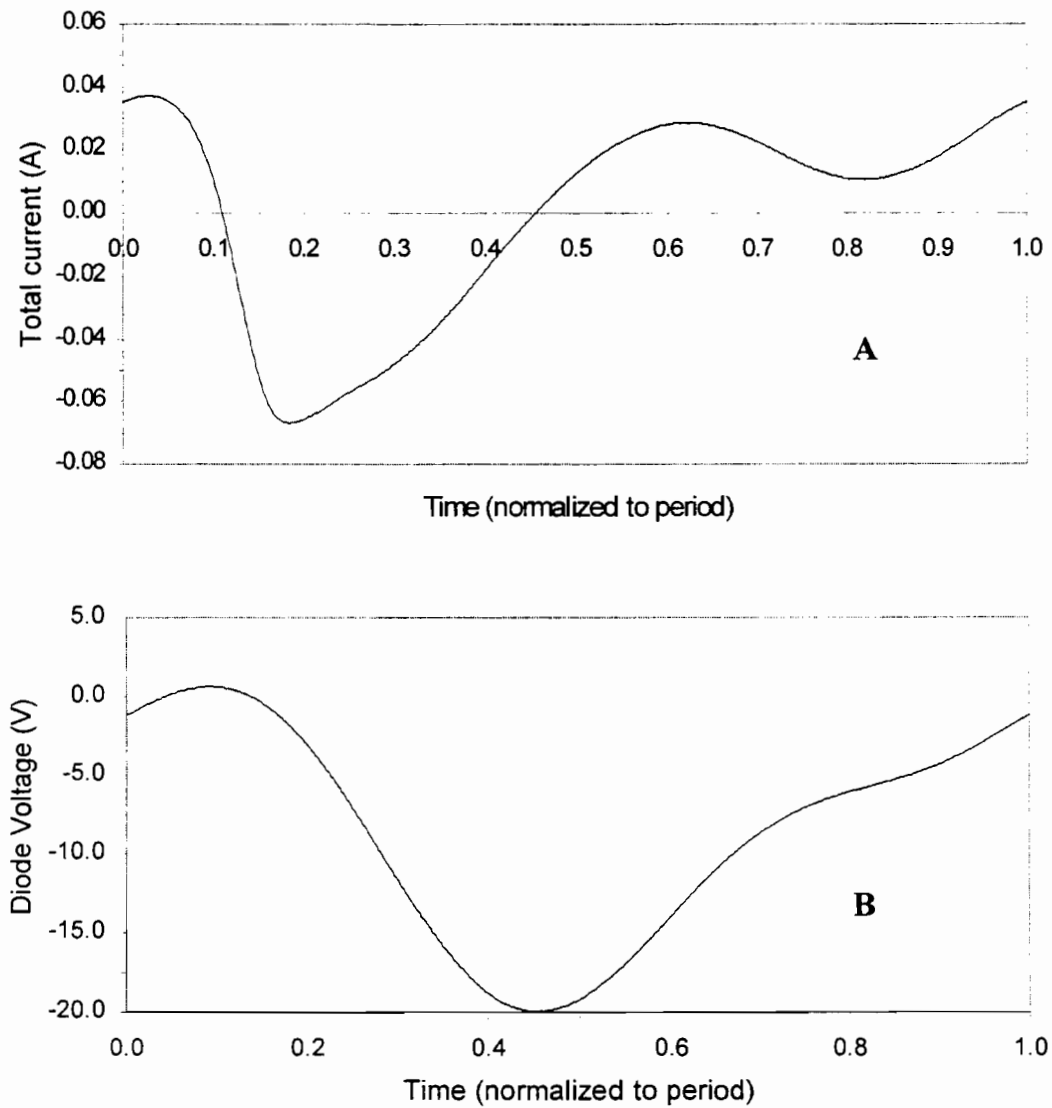 0.06
0.04
0.02
0.00
-0.02
-0.04
-0.06
-0.08
Total current (A)
0.0 0.1 0.2 0.3 0.4 0.5 0.6 0.7 0.8 0.9 1.0
A
Time (normalized to period)
5.0
0.0
-5.0
-10.0
-15.0
-20.0
Diode Voltage (V)
B
0.0 0.2 0.4 0.6 0.8 1.0
Time (normalized to period)